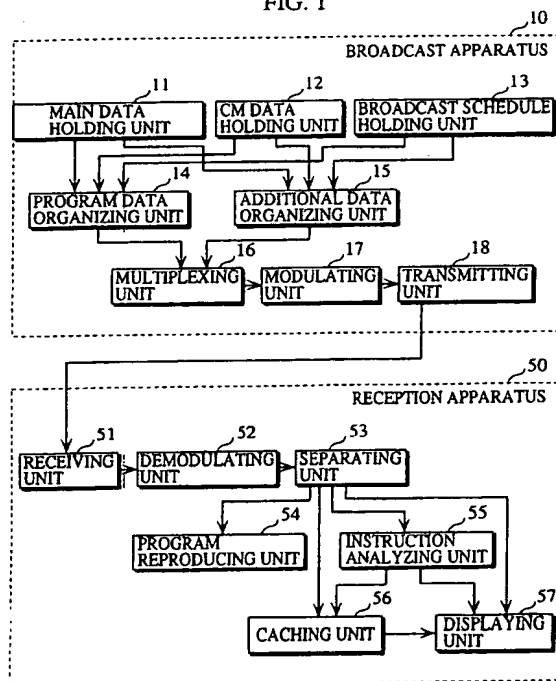 FIG. 1
10
BROADCAST APPARATUS
11
12
13
MAIN DATA
HOLDING UNIT
CM DATA
HOLDING UNIT
BROADCAST SCHEDULE
HOLDING UNIT
14
15
PROGRAM DATA
ORGANIZING UNIT
ADDITIONAL DATA
ORGANIZING UNIT
16
17
18
MULTIPLEXING
UNIT
MODULATING
UNIT
TRANSMITTING
UNIT
50
RECEPTION APPARATUS
51
52
53
RECEIVING
UNIT
DEMODULATING
UNIT
SEPARATING
UNIT
54
55
PROGRAM
REPRODUCING UNIT
INSTRUCTION
ANALYZING UNIT
56
57
CACHING UNIT
DISPLAYING
UNIT